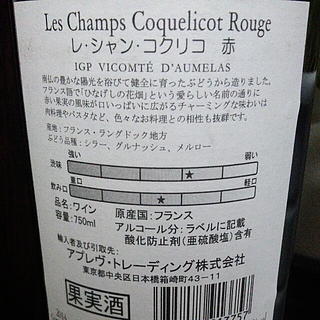 Les Champs Coquelicot Rouge
レ・シャン・コクリコ 赤
IGP VICOMTÉ D'AUMELAS
南仏の豊かな陽光を浴びて健全に育ったぶどうから造りました。
フランス語で「ひなげしの花畑」という愛らしい名前の通りに
赤い果実の風味が口いっぱいに広がるチャーミングな味わいは
肉料理やパスタなど、色々なお料理との相性も抜群です。
産地：フランス・ラングドック地方
ぶどう品種：シラー、グルナッシュ、メルロー
強い 弱い
渋味 ★
重口 軽口
飲み口 ★
品名：ワイン 原産国：フランス
容量：750ml アルコール分：ラベルに記載
酸化防止剤（亜硫酸塩）含有
輸入者及び引取先：
アプレヴ・トレーディング株式会社
東京都中央区日本橋箱崎町43-11
果実酒